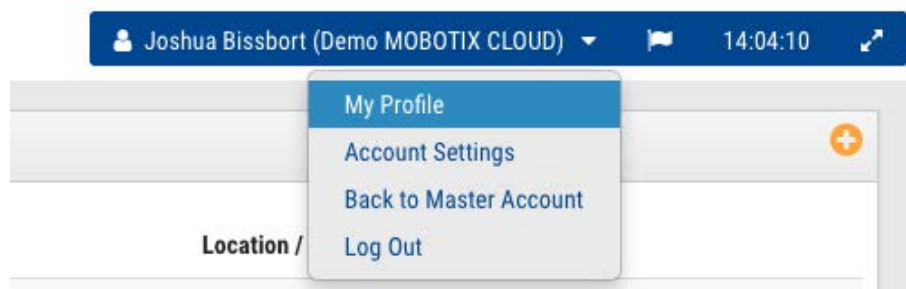 Joshua Bissbort (Demo MOBOTIX CLOUD) 14:04:10
My Profile
Account Settings
Back to Master Account
Location /
Log Out